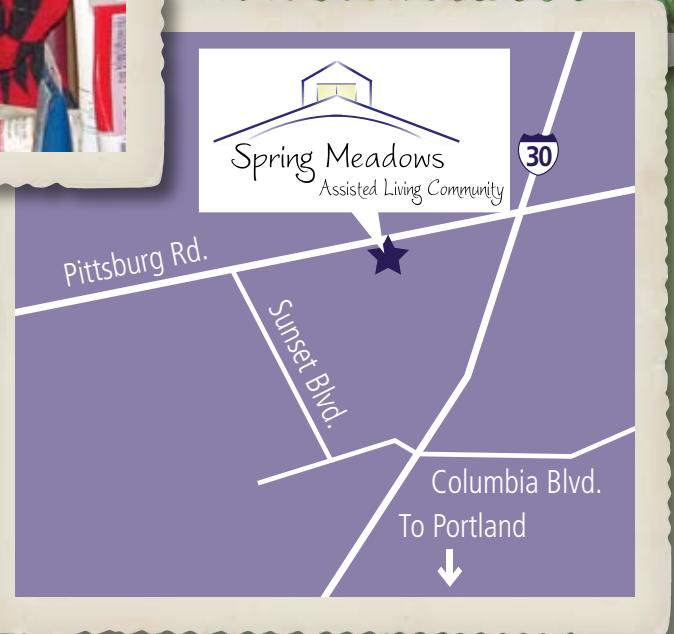 Spring Meadows
Assisted Living Community
30
Pittsburg Rd.
Sunset Blvd.
Columbia Blvd.
To Portland